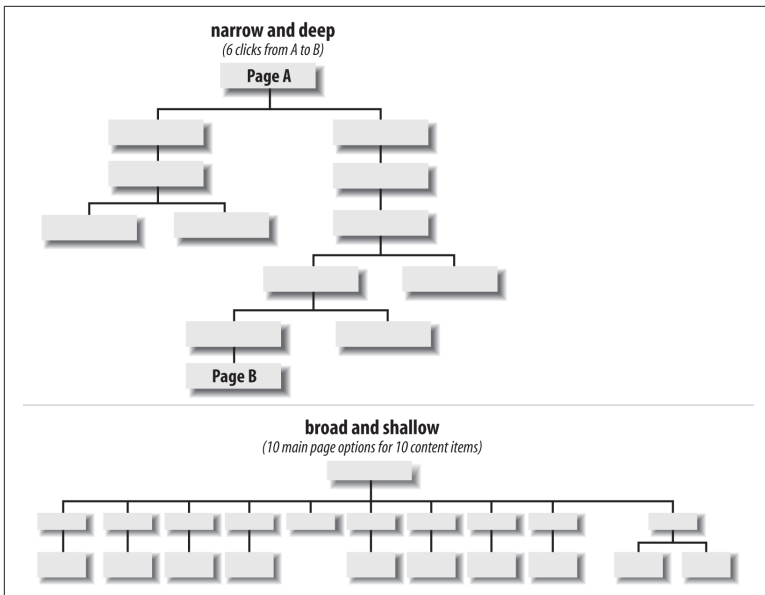 narrow and deep
(6 clicks from A to B)
Page A
Page B
broad and shallow
(10 main page options for 10 content items)